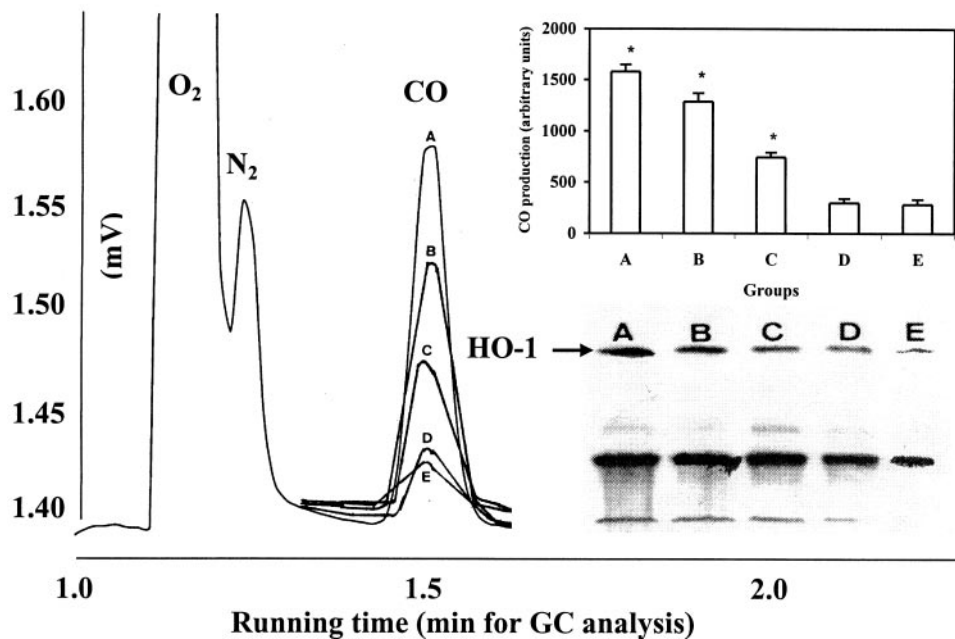 1.60
1.55
1.50
1.45
1.40
(mV)
O2
N2
CO
A
B
C
D
E
1.0
1.5
2.0
Running time (min for GC analysis)
CO production (arbitrary units)
2000
1500
1000
500
0
*
*
*
A B C D E
Groups
HO-1
A B C D E